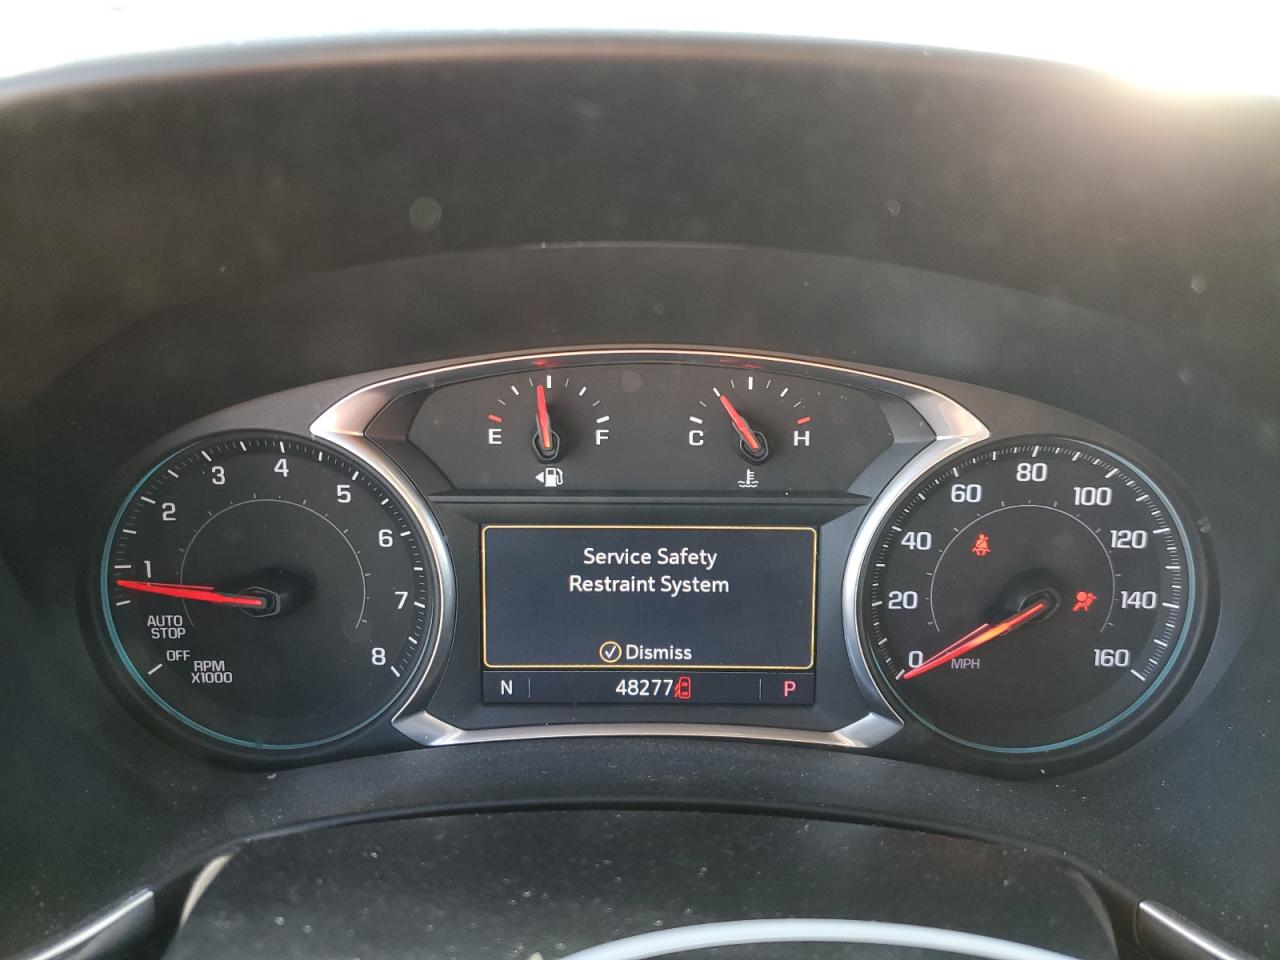 E F
C H
1 2 3 4 5 6 7 8
AUTO
STOP
OFF
RPM
X1000
Service Safety
Restraint System
Dismiss
N 48277 P
0 20 40 60 80 100 120 140 160
MPH